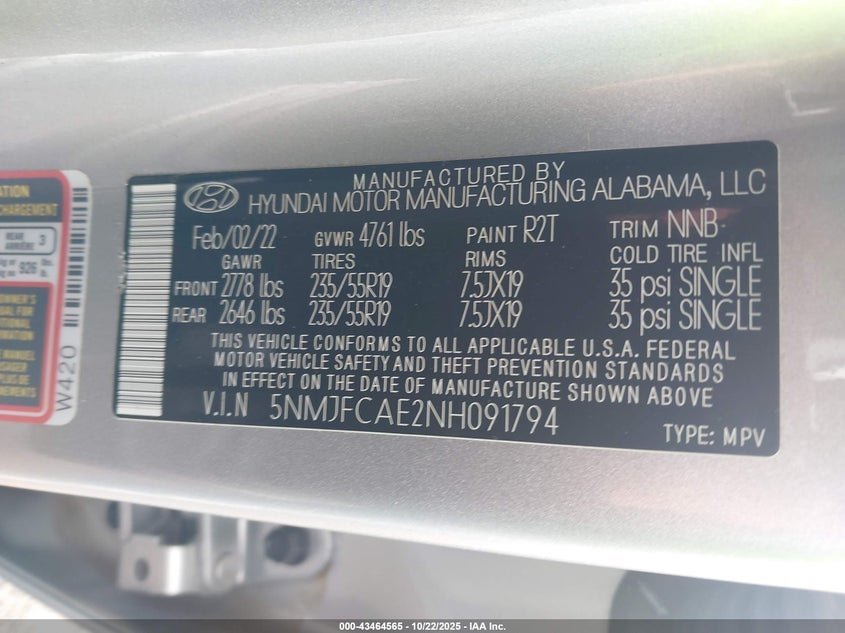 MANUFACTURED BY
HYUNDAI MOTOR MANUFACTURING ALABAMA, LLC
Feb/02/22 GVWR 4761 lbs PAINT R2T TRIM NNB
GAWR TIRES RIMS COLD TIRE INFL
FRONT 2778 lbs 235/55R19 7.5JX19 35 psi SINGLE
REAR 2646 lbs 235/55R19 7.5JX19 35 psi SINGLE
THIS VEHICLE CONFORMS TO ALL APPLICABLE U.S.A. FEDERAL
MOTOR VEHICLE SAFETY AND THEFT PREVENTION STANDARDS
IN EFFECT ON THE DATE OF MANUFACTURE SHOWN ABOVE
V.I.N 5NMJFCAE2NH091794
TYPE: MPV
REAR
ARRIÈRE 3
926
W420
000-43464565 - 10/22/2025 - IAA Inc.